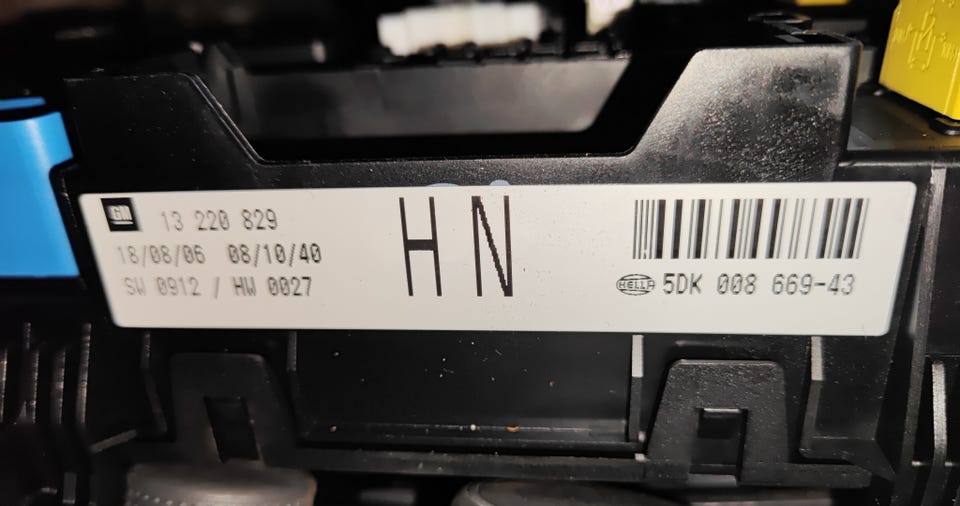 GM 13 220 829
18/08/06 08/10/40
SW 0912 / HW 0027
HN
HELLA 5DK 008 669-43